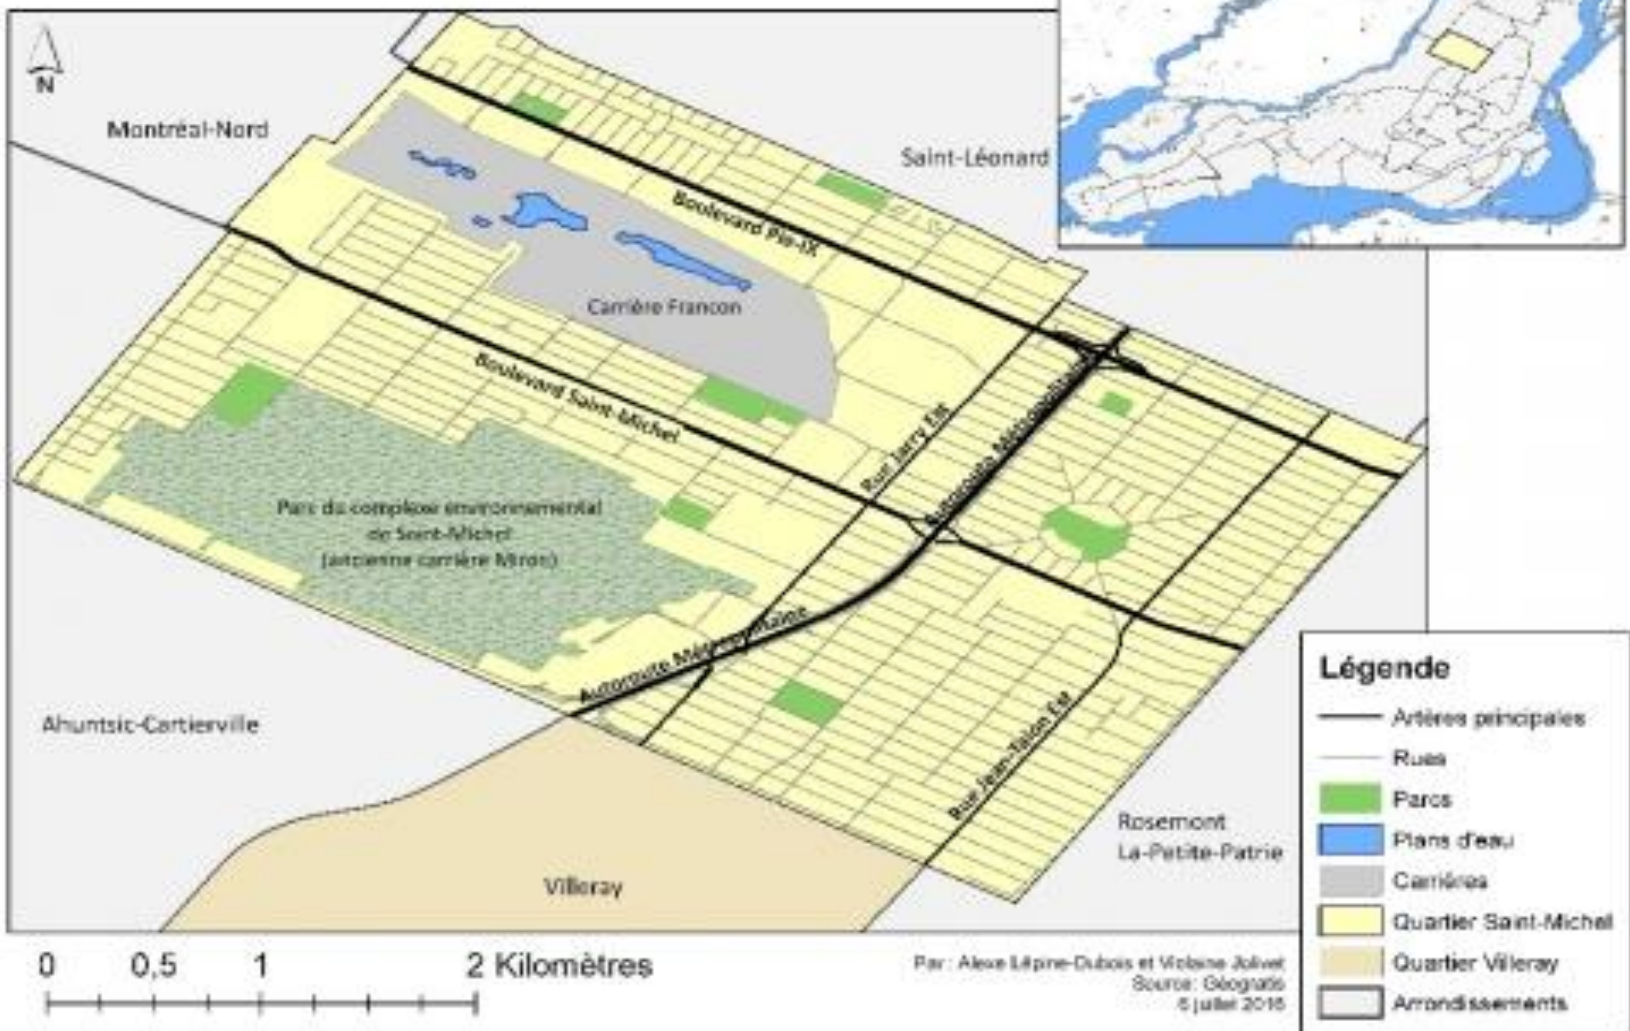 N
Montréal-Nord
Saint-Léonard
Boulevard Pie-IX
Carrière Francon
Boulevard Saint-Michel
Rue Jarry Est
Autoroute Métropolitaine
Parc du complexe environnemental
de Saint-Michel
(ancienne carrière Miron)
Autoroute Métropolitaine
Ahuntsic-Cartierville
Rue Jean-Talon Est
Rosemont
La-Petite-Patrie
Villeray
Légende
Artères principales
Rues
Parcs
Plans d'eau
Carrières
Quartier Saint-Michel
Quartier Villeray
Arrondissements
0 0,5 1 2 Kilomètres
Par : Alexe Lépine-Dubois et Violaine Jolivet
Source: Géogratis
6 juillet 2016